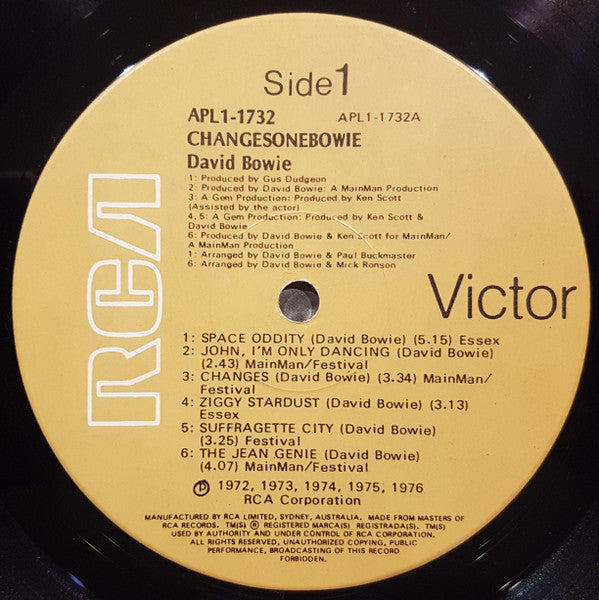 Side 1
APL1-1732 APL1-1732A
CHANGESONEBOWIE
David Bowie
1: Produced by Gus Dudgeon
2: Produced by David Bowie: A MainMan Production
3: A Gem Production: Produced by Ken Scott
(Assisted by the actor)
4, 5: A Gem Production: Produced by Ken Scott &
David Bowie
6: Produced by David Bowie & Ken Scott for MainMan/
A MainMan Production
1: Arranged by David Bowie & Paul Buckmaster
6: Arranged by David Bowie & Mick Ronson
RCA
Victor
1: SPACE ODDITY (David Bowie) (5.15) Essex
2: JOHN, I'M ONLY DANCING (David Bowie)
(2.43) MainMan/Festival
3: CHANGES (David Bowie) (3.34) MainMan/
Festival
4: ZIGGY STARDUST (David Bowie) (3.13)
Essex
5: SUFFRAGETTE CITY (David Bowie)
(3.25) Festival
6: THE JEAN GENIE (David Bowie)
(4.07) MainMan/Festival
℗ 1972, 1973, 1974, 1975, 1976
RCA Corporation
MANUFACTURED BY RCA LIMITED, SYDNEY, AUSTRALIA. MADE FROM MASTERS OF
RCA RECORDS. TM(S) ® REGISTERED MARCA(S) REGISTRADA(S). TM(S)
USED BY AUTHORITY AND UNDER CONTROL OF RCA CORPORATION.
ALL RIGHTS RESERVED, UNAUTHORIZED COPYING, PUBLIC
PERFORMANCE, BROADCASTING OF THIS RECORD
FORBIDDEN.